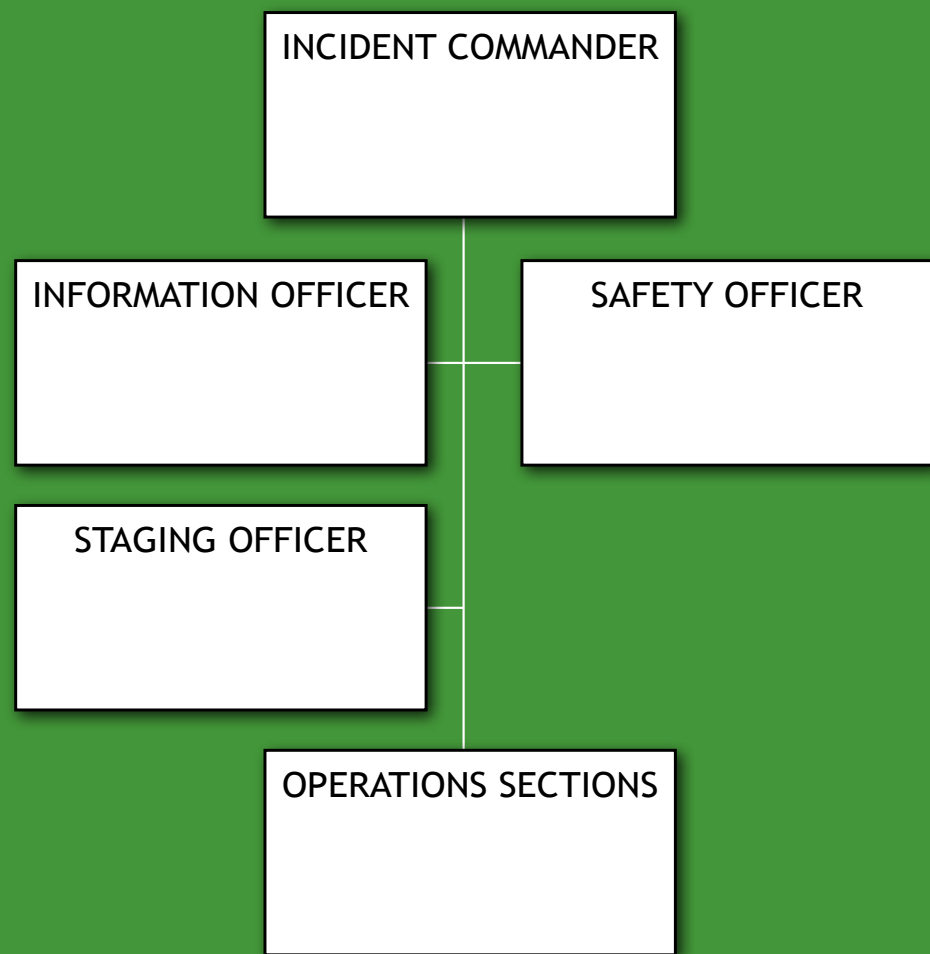 INCIDENT COMMANDER
INFORMATION OFFICER
SAFETY OFFICER
STAGING OFFICER
OPERATIONS SECTIONS